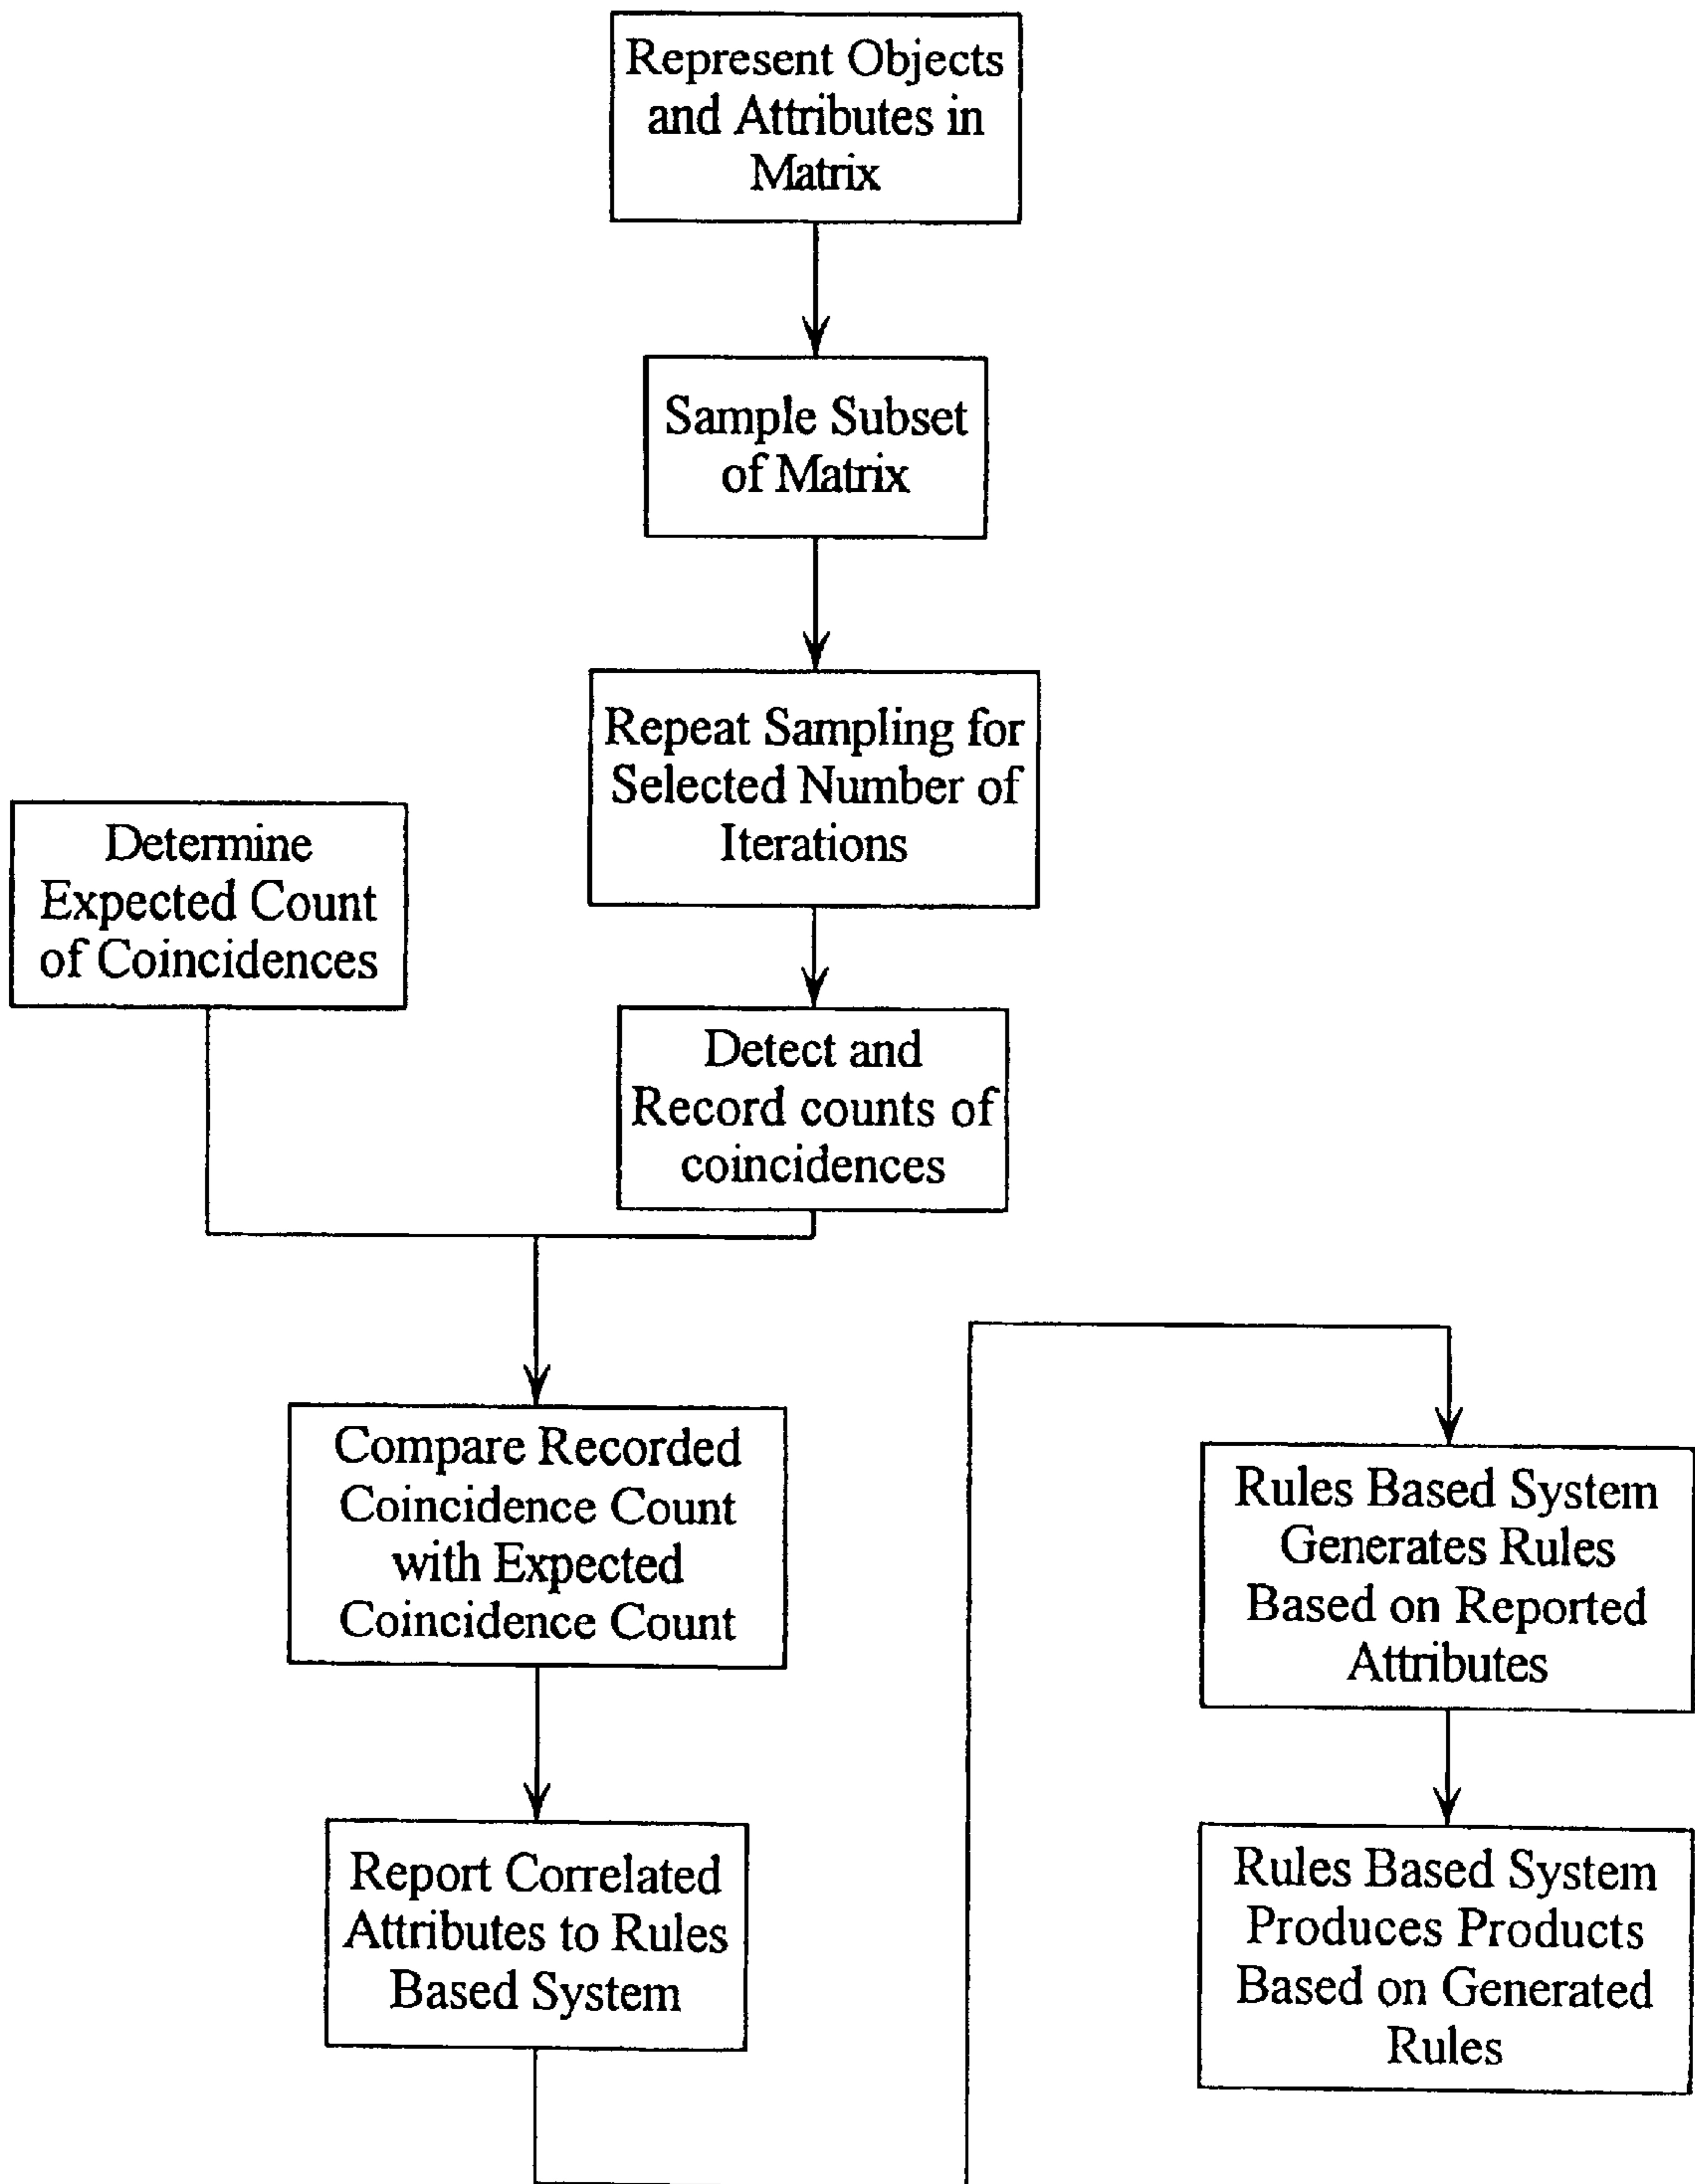 Represent Objects
and Attributes in
Matrix
Sample Subset
of Matrix
Repeat Sampling for
Selected Number of
Iterations
Determine
Expected Count
of Coincidences
Detect and
Record counts of
coincidences
Compare Recorded
Coincidence Count
with Expected
Coincidence Count
Report Correlated
Attributes to Rules
Based System
Rules Based System
Generates Rules
Based on Reported
Attributes
Rules Based System
Produces Products
Based on Generated
Rules